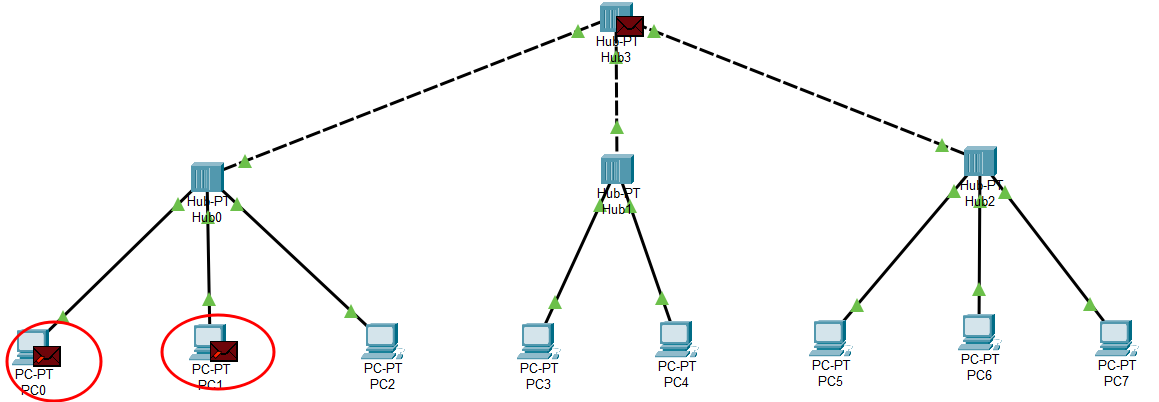 Hub-PT
Hub3
Hub-PT
Hub0
Hub-PT
Hub1
Hub-PT
Hub2
PC-PT
PC0
PC-PT
PC1
PC-PT
PC2
PC-PT
PC3
PC-PT
PC4
PC-PT
PC5
PC-PT
PC6
PC-PT
PC7